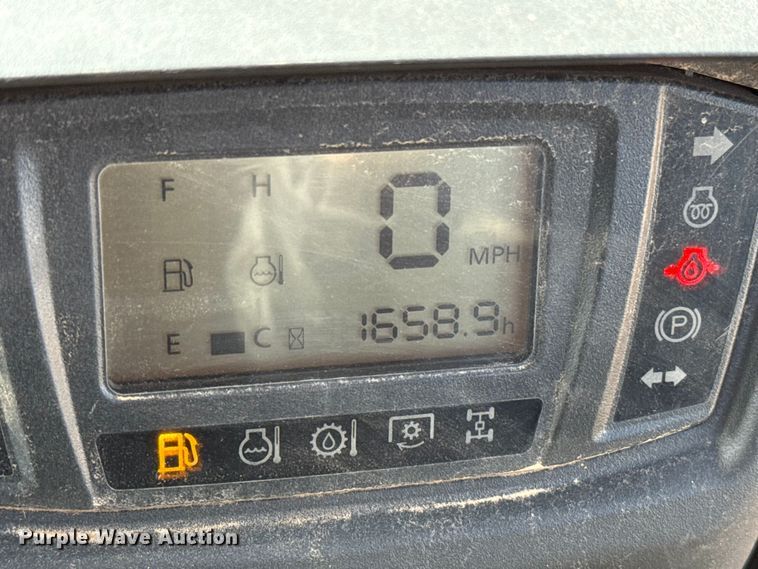 F H 0
MPH
E C 1658.9h
P
Purple Wave Auction